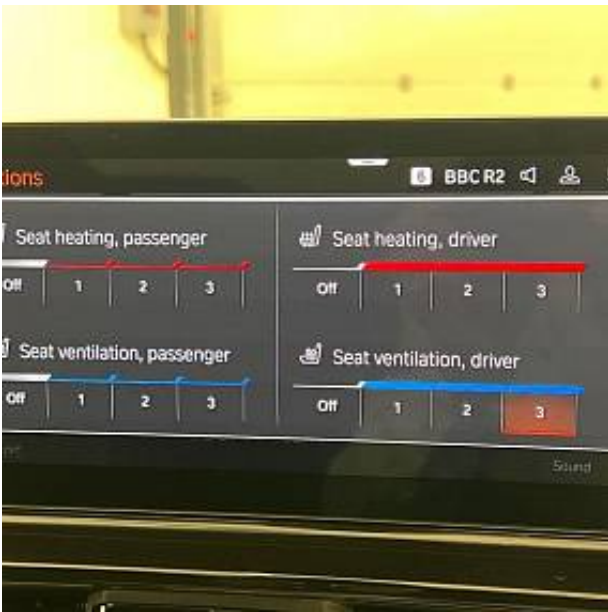 tions
6 BBC R2
Seat heating, passenger
Off 1 2 3
Seat heating, driver
Off 1 2 3
Seat ventilation, passenger
Off 1 2 3
Seat ventilation, driver
Off 1 2 3
Sound